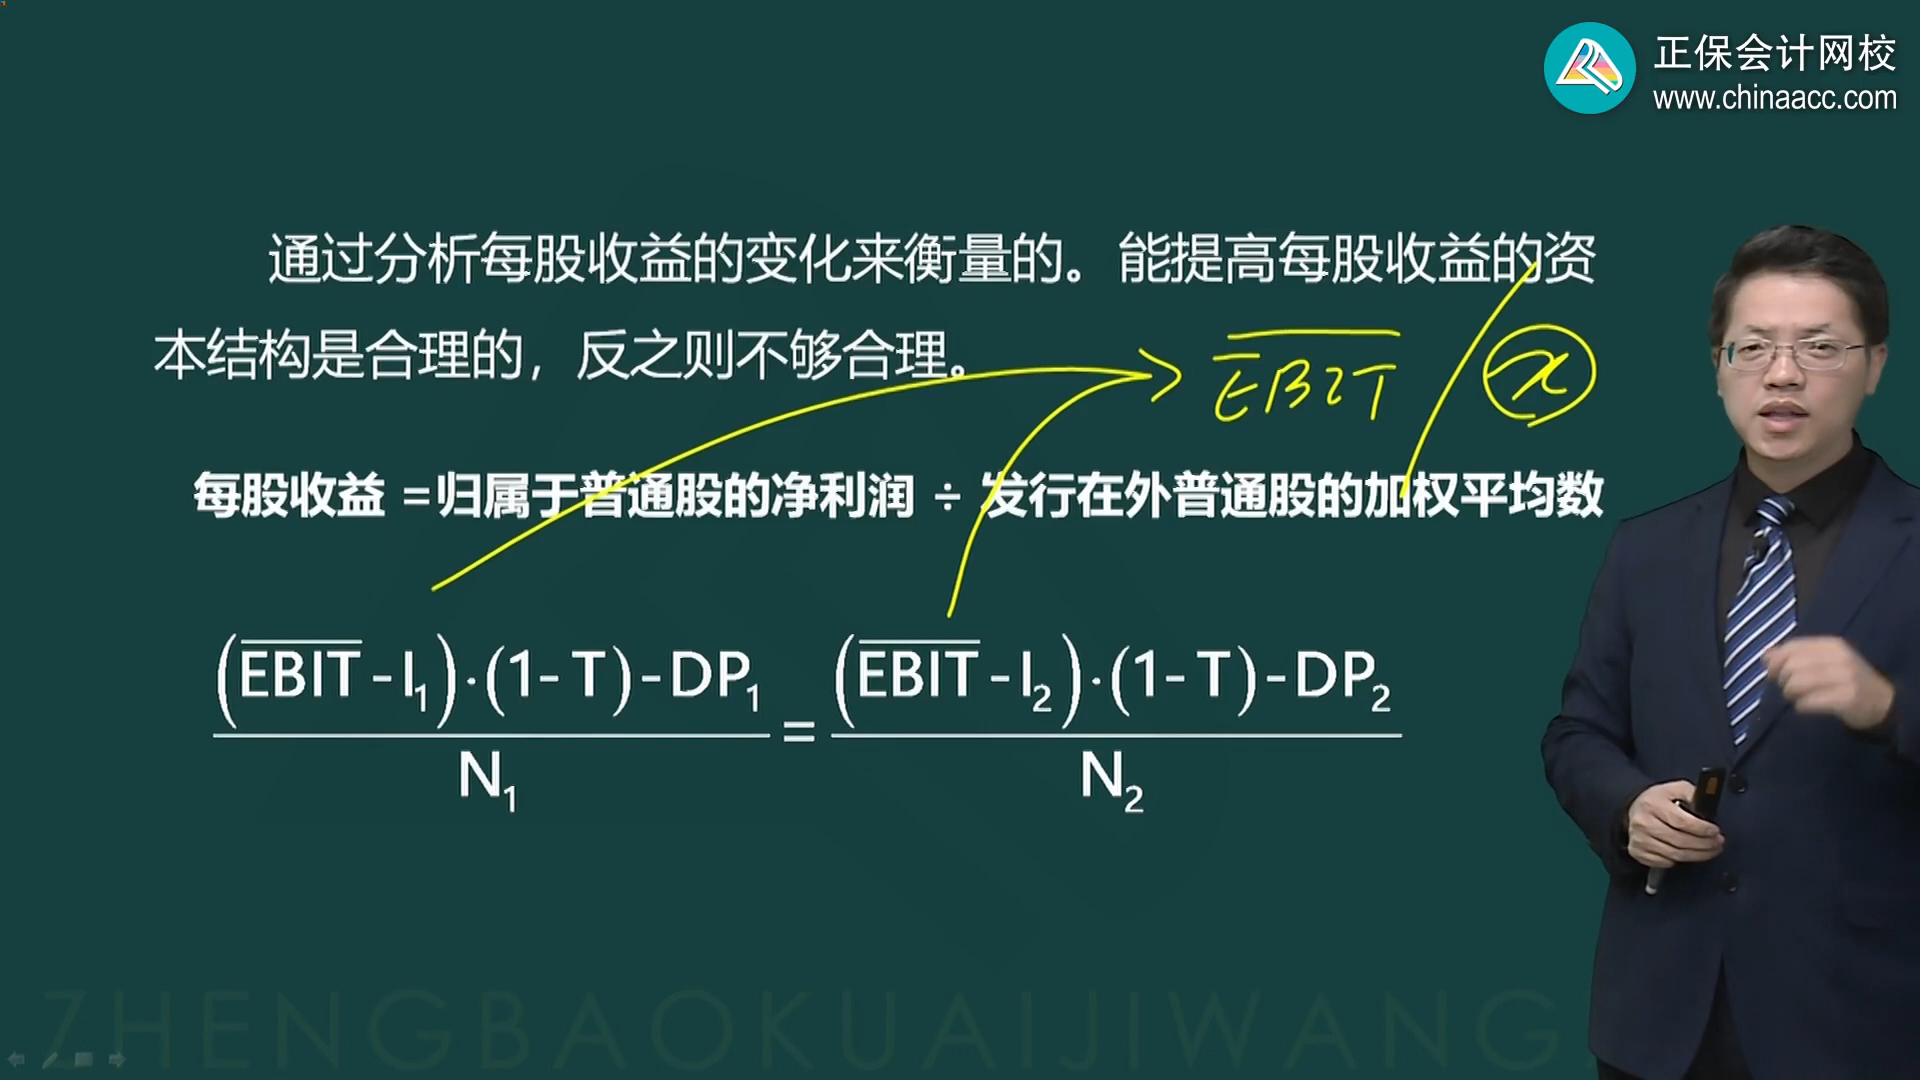 正保会计网校
www.chinaacc.com
通过分析每股收益的变化来衡量的。能提高每股收益的资
本结构是合理的，反之则不够合理。
EBIT
x
每股收益 =归属于普通股的净利润 ÷ 发行在外普通股的加权平均数
(EBIT-I1)·(1-T)-DP1 = (EBIT-I2)·(1-T)-DP2
N1 N2
ZHENGBAOKUAIJIWANG